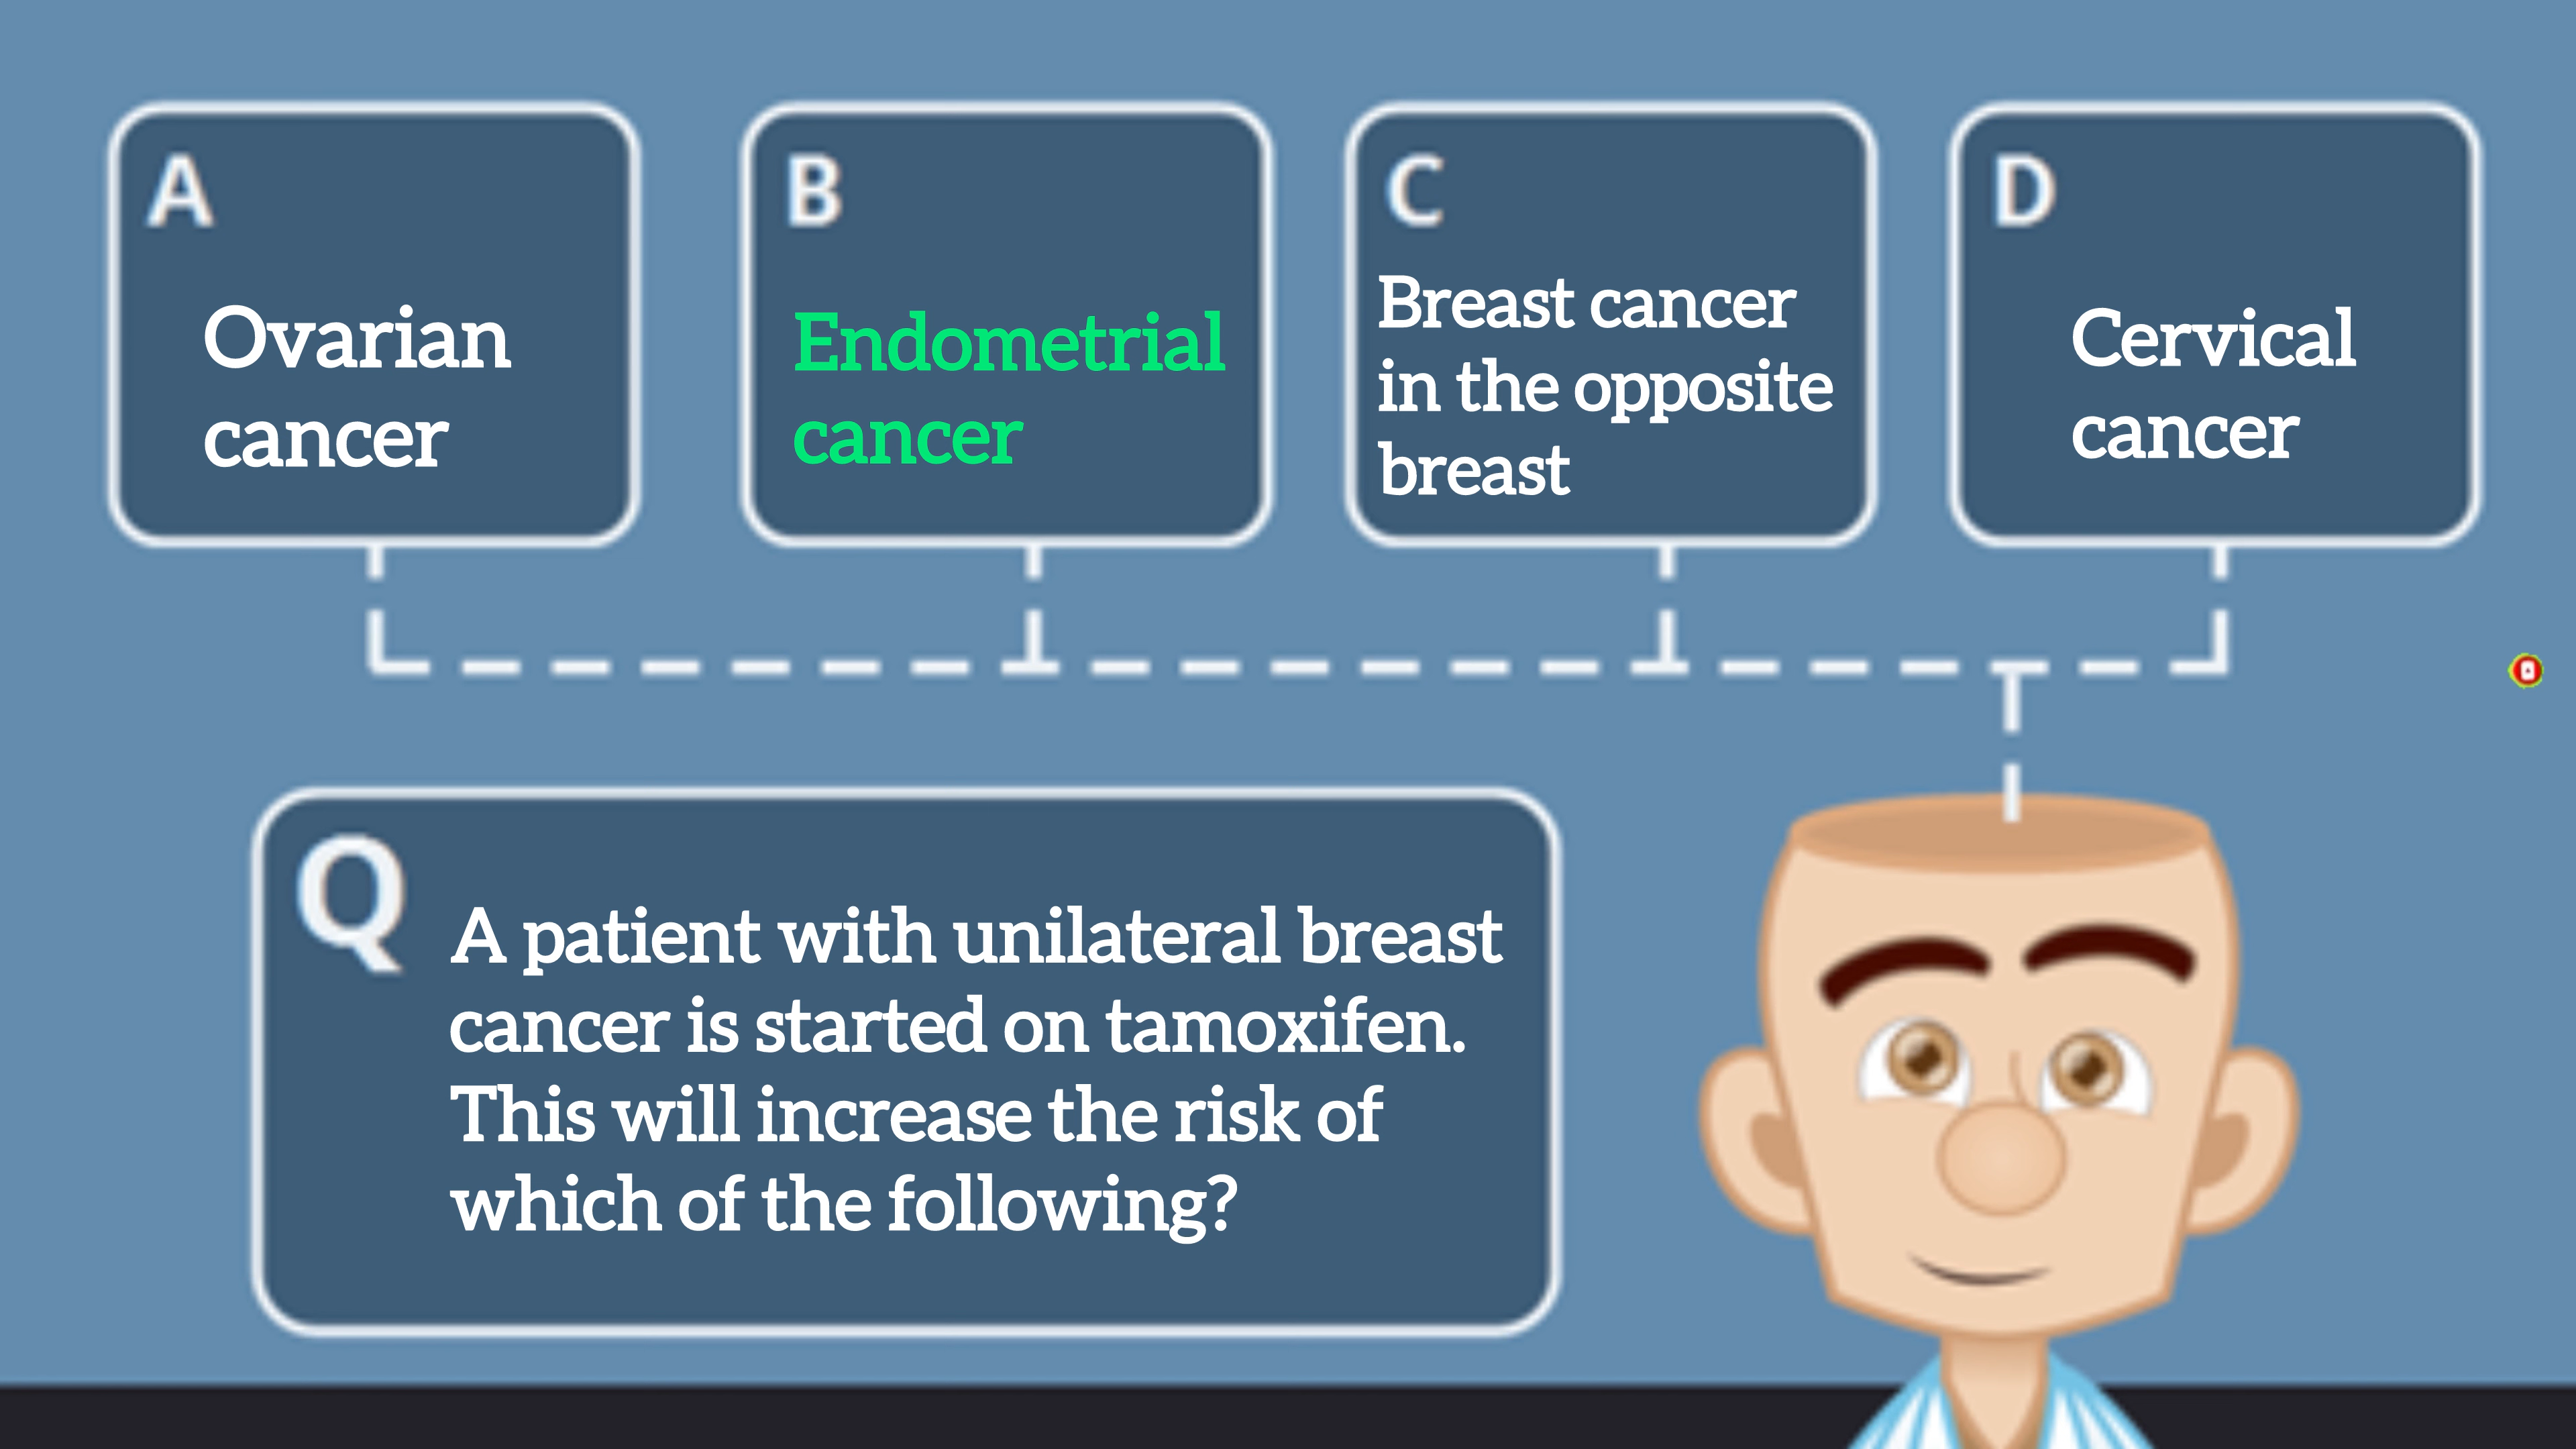 A
Ovarian
cancer
B
Endometrial
cancer
C
Breast cancer
in the opposite
breast
D
Cervical
cancer
Q
A patient with unilateral breast
cancer is started on tamoxifen.
This will increase the risk of
which of the following?